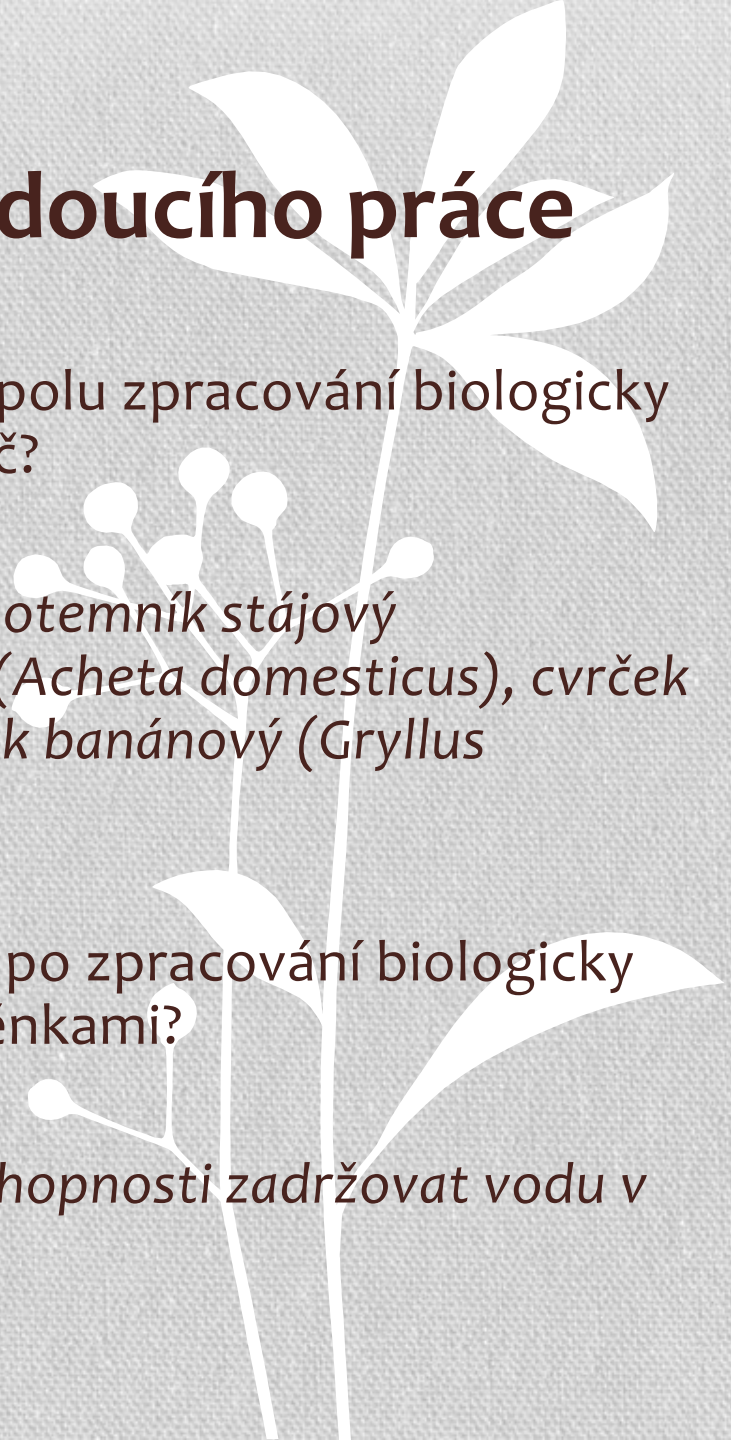 doucího práce
polu zpracování biologicky
č?
otemník stájový
(Acheta domesticus), cvrček
k banánový (Gryllus
po zpracování biologicky
ěnkami?
hopnosti zadržovat vodu v